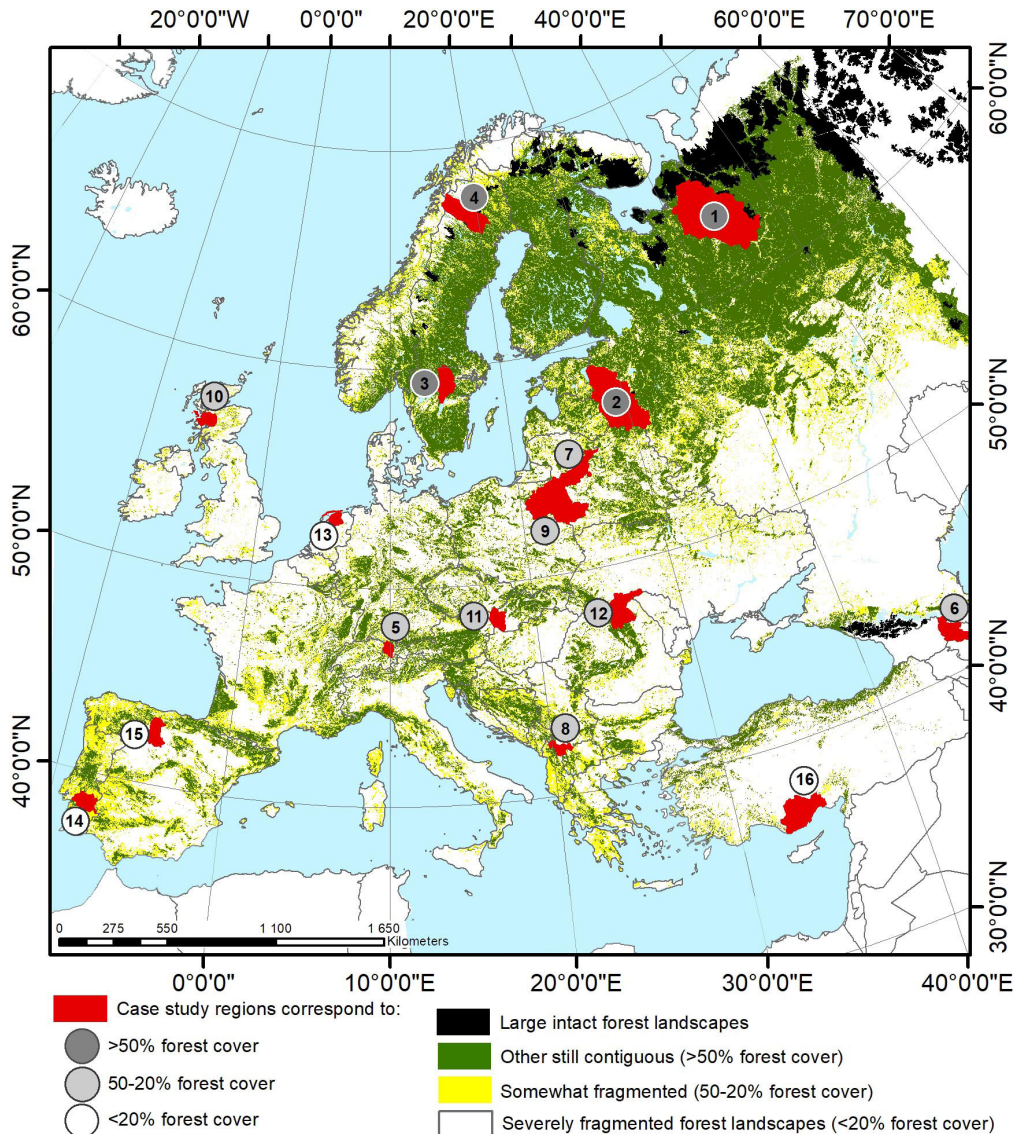 20°0'0"W 0°0'0" 20°0'0"E 40°0'0"E 60°0'0"E 70°0'0"E
60°0'0"N
50°0'0"N
40°0'0"N
60°0'0"N
50°0'0"N
40°0'0"N
30°0'0"N
4
1
3
10
2
7
13
9
11
12
6
5
15
8
14
16
0 275 550 1 100 1 650
Kilometers
0°0'0" 10°0'0"E 20°0'0"E 30°0'0"E 40°0'0"E
Case study regions correspond to:
>50% forest cover
50-20% forest cover
<20% forest cover
Large intact forest landscapes
Other still contiguous (>50% forest cover)
Somewhat fragmented (50-20% forest cover)
Severely fragmented forest landscapes (<20% forest cover)